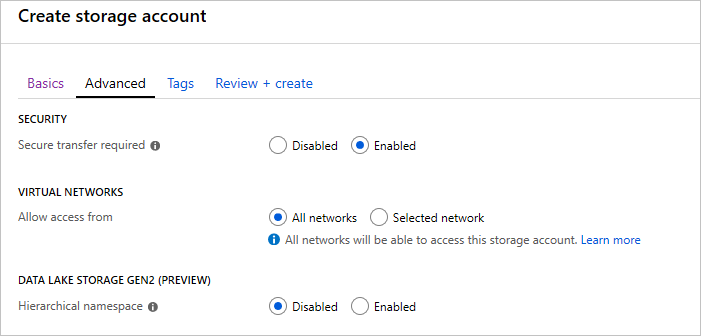 Create storage account
Basics Advanced Tags Review + create
SECURITY
Secure transfer required Disabled Enabled
VIRTUAL NETWORKS
Allow access from All networks Selected network
All networks will be able to access this storage account. Learn more
DATA LAKE STORAGE GEN2 (PREVIEW)
Hierarchical namespace Disabled Enabled